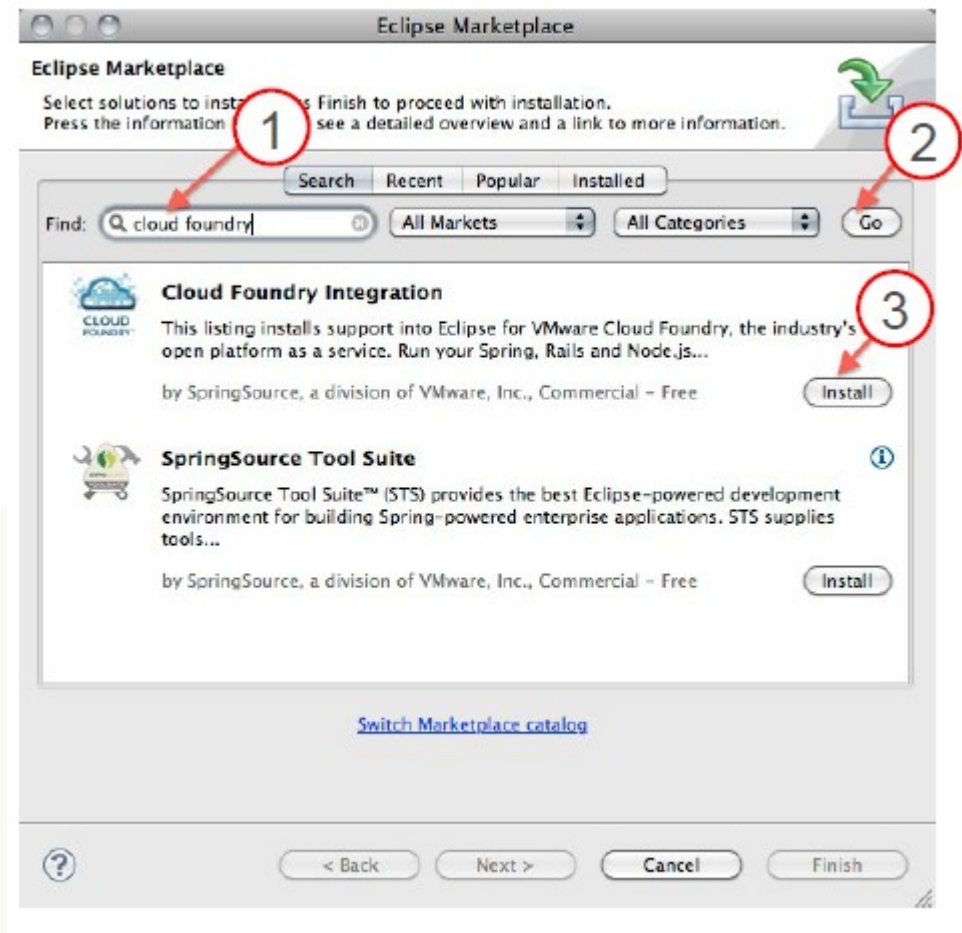 Eclipse Marketplace
Eclipse Marketplace
Select solutions to insta s Finish to proceed with installation.
Press the information see a detailed overview and a link to more information.
1
2
Search Recent Popular Installed
Find: cloud foundry All Markets All Categories Go
3
Cloud Foundry Integration
CLOUD FOUNDRY
This listing installs support into Eclipse for VMware Cloud Foundry, the industry's
open platform as a service. Run your Spring, Rails and Node.js...
by SpringSource, a division of VMware, Inc., Commercial – Free Install
SpringSource Tool Suite
SpringSource Tool Suite™ (STS) provides the best Eclipse-powered development
environment for building Spring-powered enterprise applications. STS supplies
tools...
by SpringSource, a division of VMware, Inc., Commercial – Free Install
Switch Marketplace catalog
? < Back Next > Cancel Finish